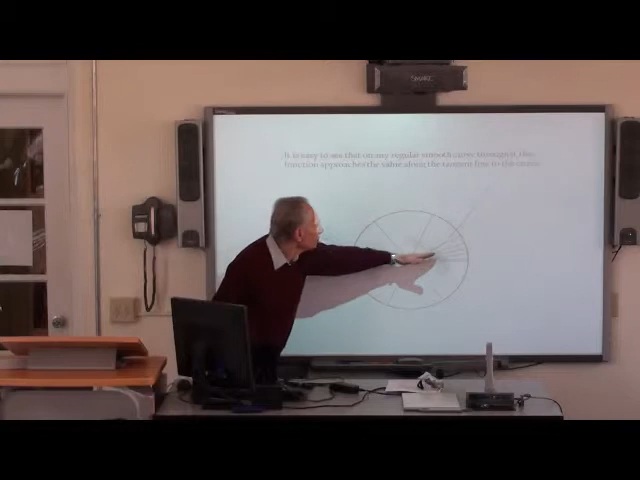 SMART
It is easy to see that on any regular smooth curve through 0, this
function approaches the value along the tangent line to the curve.